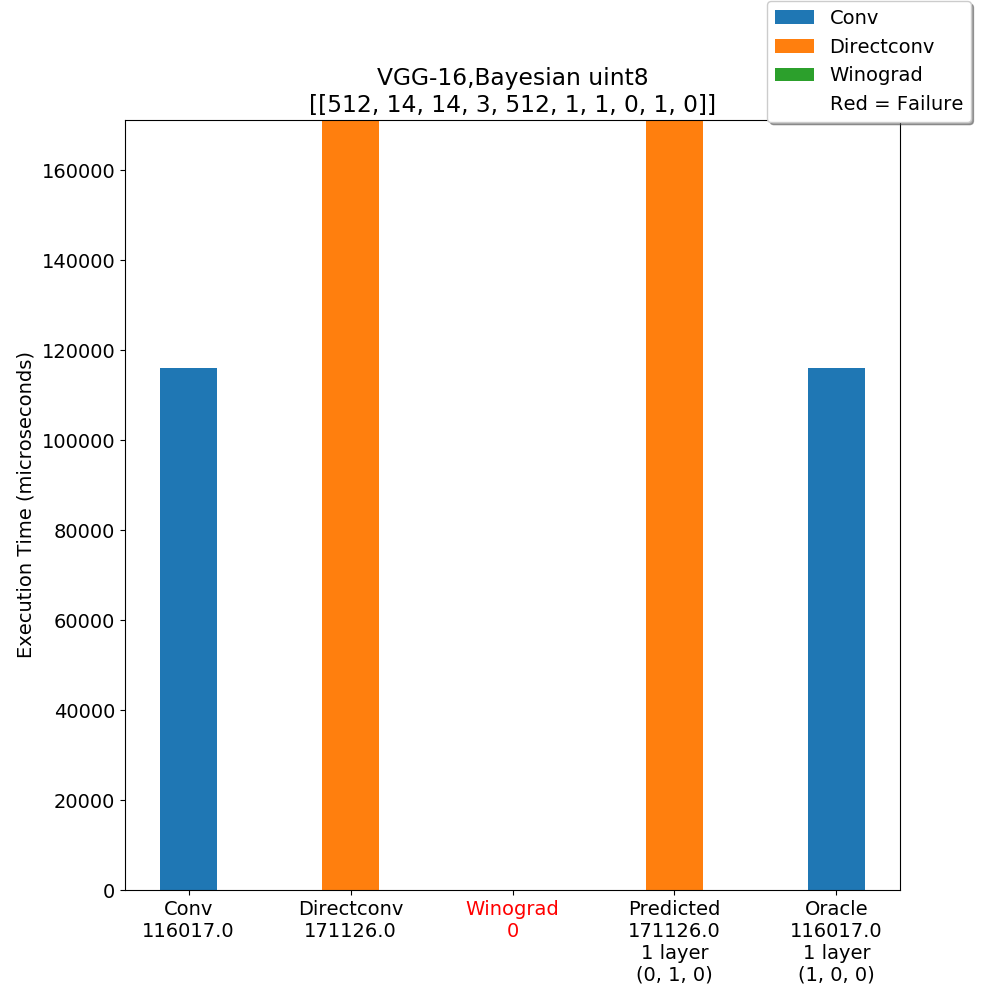 Conv
Directconv
Winograd
Red = Failure
VGG-16,Bayesian uint8
[[512, 14, 14, 3, 512, 1, 1, 0, 1, 0]]
Execution Time (microseconds)
160000
140000
120000
100000
80000
60000
40000
20000
0
Conv
116017.0
Directconv
171126.0
Winograd
0
Predicted
171126.0
1 layer
(0, 1, 0)
Oracle
116017.0
1 layer
(1, 0, 0)